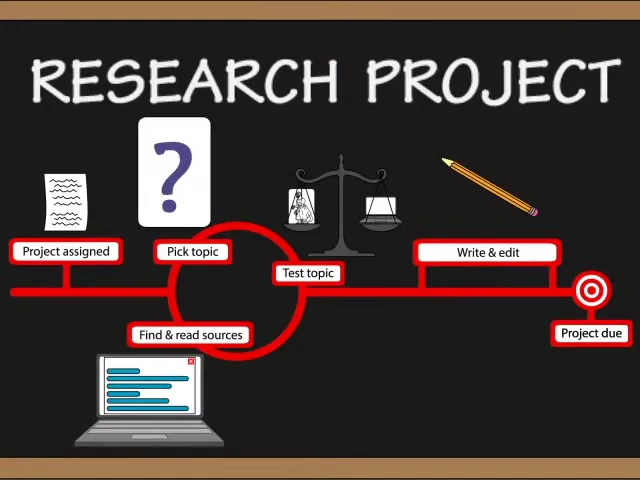 RESEARCH PROJECT
?
Project assigned
Pick topic
Test topic
Find & read sources
Write & edit
Project due